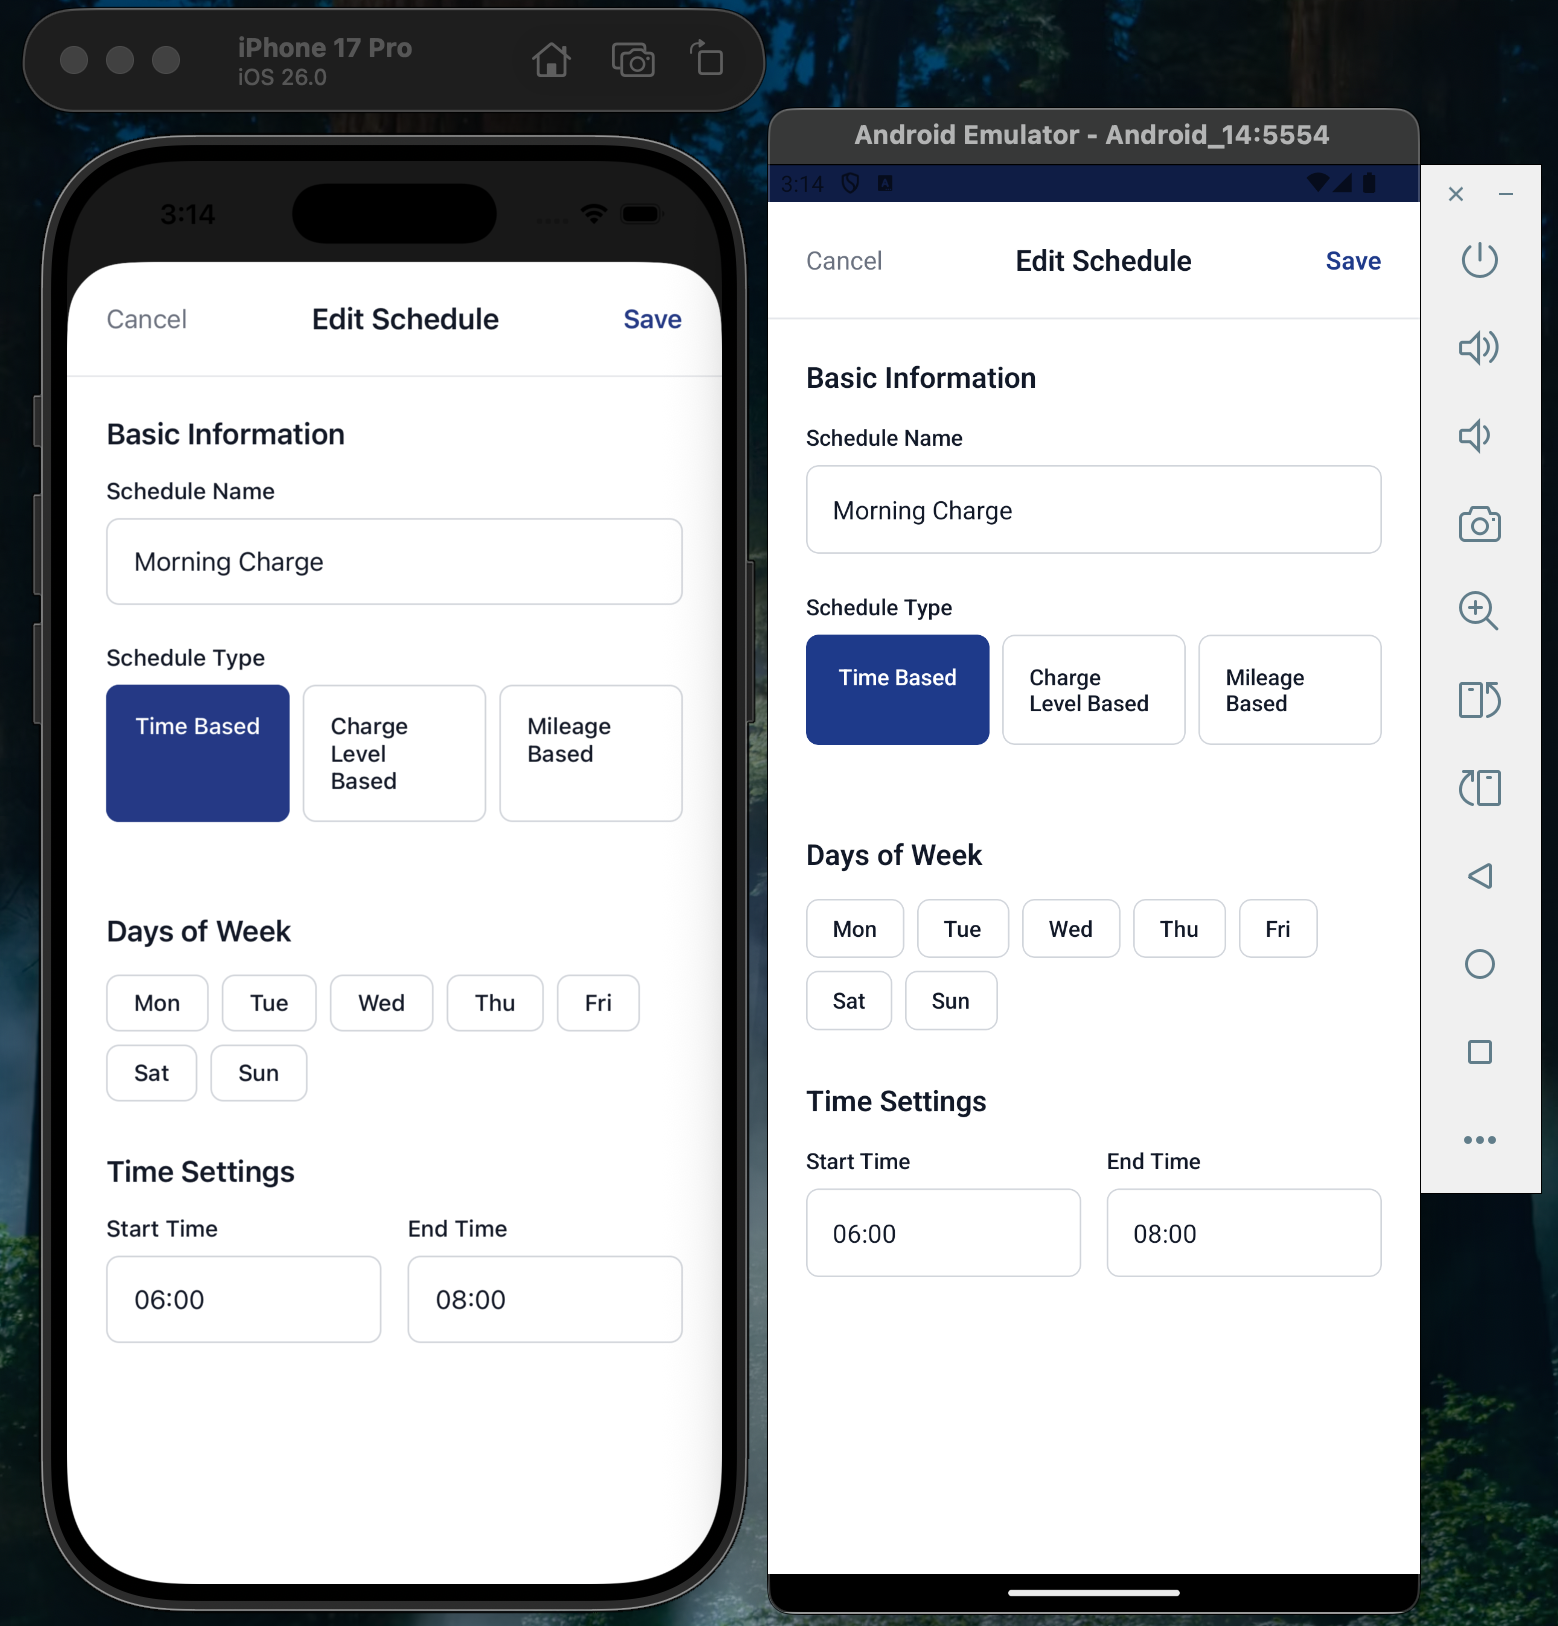 iPhone 17 Pro
iOS 26.0
3:14
Cancel
Edit Schedule
Save
Basic Information
Schedule Name
Morning Charge
Schedule Type
Time Based
Charge
Level
Based
Mileage
Based
Days of Week
Mon
Tue
Wed
Thu
Fri
Sat
Sun
Time Settings
Start Time
End Time
06:00
08:00
Android Emulator - Android_14:5554
3:14
Cancel
Edit Schedule
Save
Basic Information
Schedule Name
Morning Charge
Schedule Type
Time Based
Charge
Level Based
Mileage
Based
Days of Week
Mon
Tue
Wed
Thu
Fri
Sat
Sun
Time Settings
Start Time
End Time
06:00
08:00